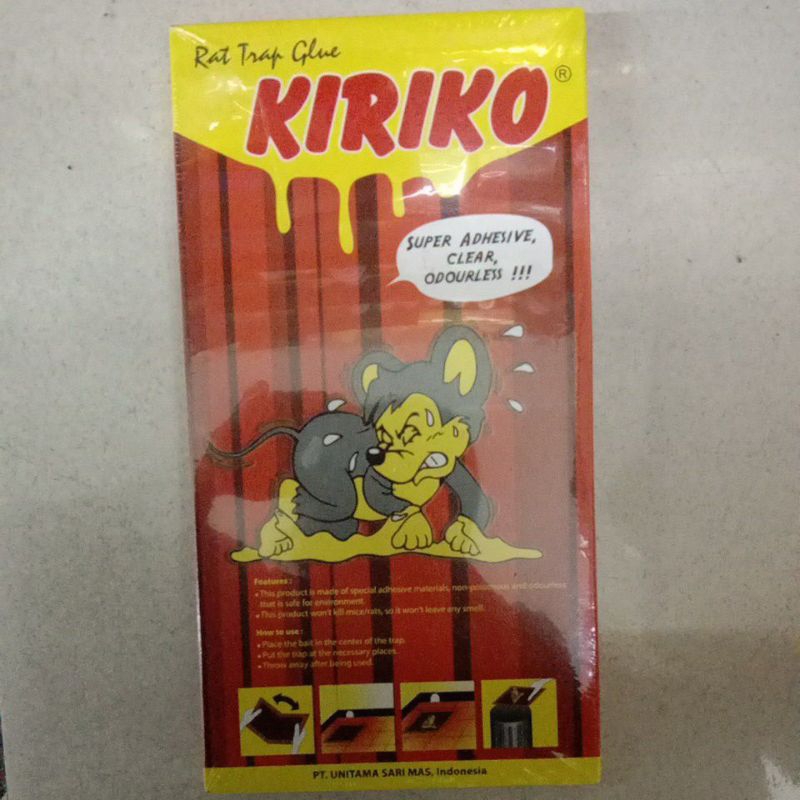 Rat Trap Glue
KIRIKO®
SUPER ADHESIVE,
CLEAR,
ODOURLESS !!!
Features :
• This product is made of special adhesive materials, non-poisonous and odourless
that is safe for environment.
• This product won't kill mice/rats, so it won't leave any smell.
How to use :
• Place the bait in the center of the trap.
• Put the trap at the necessary places.
• Throw away after being used.
PT. UNITAMA SARI MAS, Indonesia